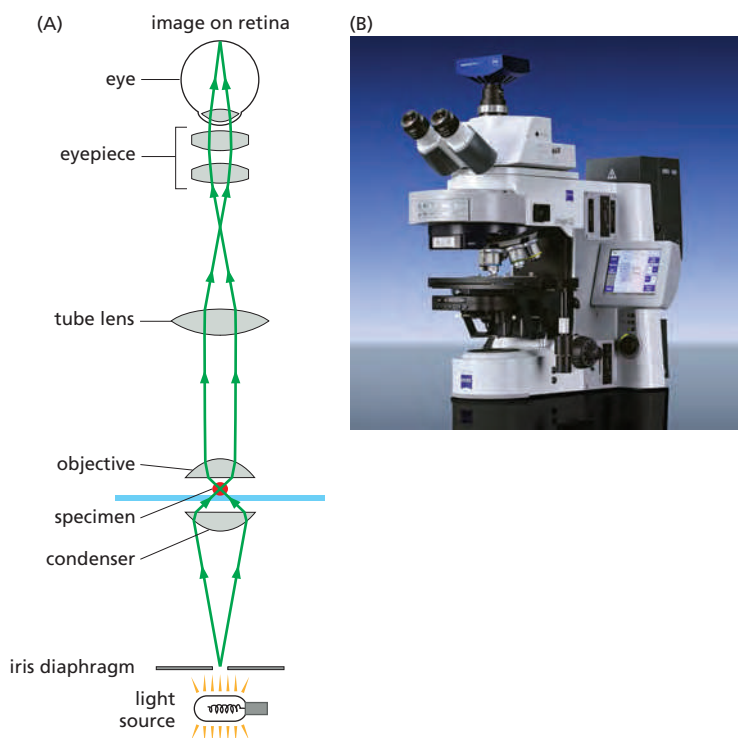 (A)
image on retina
eye
eyepiece
tube lens
objective
specimen
condenser
iris diaphragm
light
source
(B)